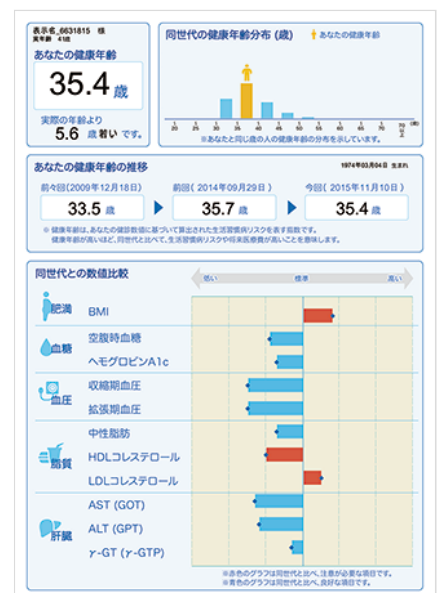 表示名_6631815 様
実年齢 41歳
あなたの健康年齢
35.4 歳
実際の年齢より
5.6 歳若い です。
同世代の健康年齢分布 (歳)
あなたの健康年齢
20 25 30 35 40 45 50 55 60 65 70 70以上 (歳)
※あなたと同じ歳の人の健康年齢の分布を示しています。
あなたの健康年齢の推移
1974年03月04日 生まれ
前々回(2009年12月18日)
前回( 2014年09月29日 )
今回( 2015年11月10日 )
33.5 歳
35.7 歳
35.4 歳
※ 健康年齢は、あなたの健診数値に基づいて算出された生活習慣病リスクを表す指数です。
健康年齢が高いほど、同世代と比べて、生活習慣病リスクや将来医療費が高いことを意味します。
同世代との数値比較
低い
標準
高い
肥満
BMI
血糖
空腹時血糖
ヘモグロビンA1c
血圧
収縮期血圧
拡張期血圧
脂質
中性脂肪
HDLコレステロール
LDLコレステロール
肝臓
AST (GOT)
ALT (GPT)
γ-GT (γ-GTP)
※赤色のグラフは同世代と比べ、注意が必要な項目です。
※青色のグラフは同世代と比べ、良好な項目です。